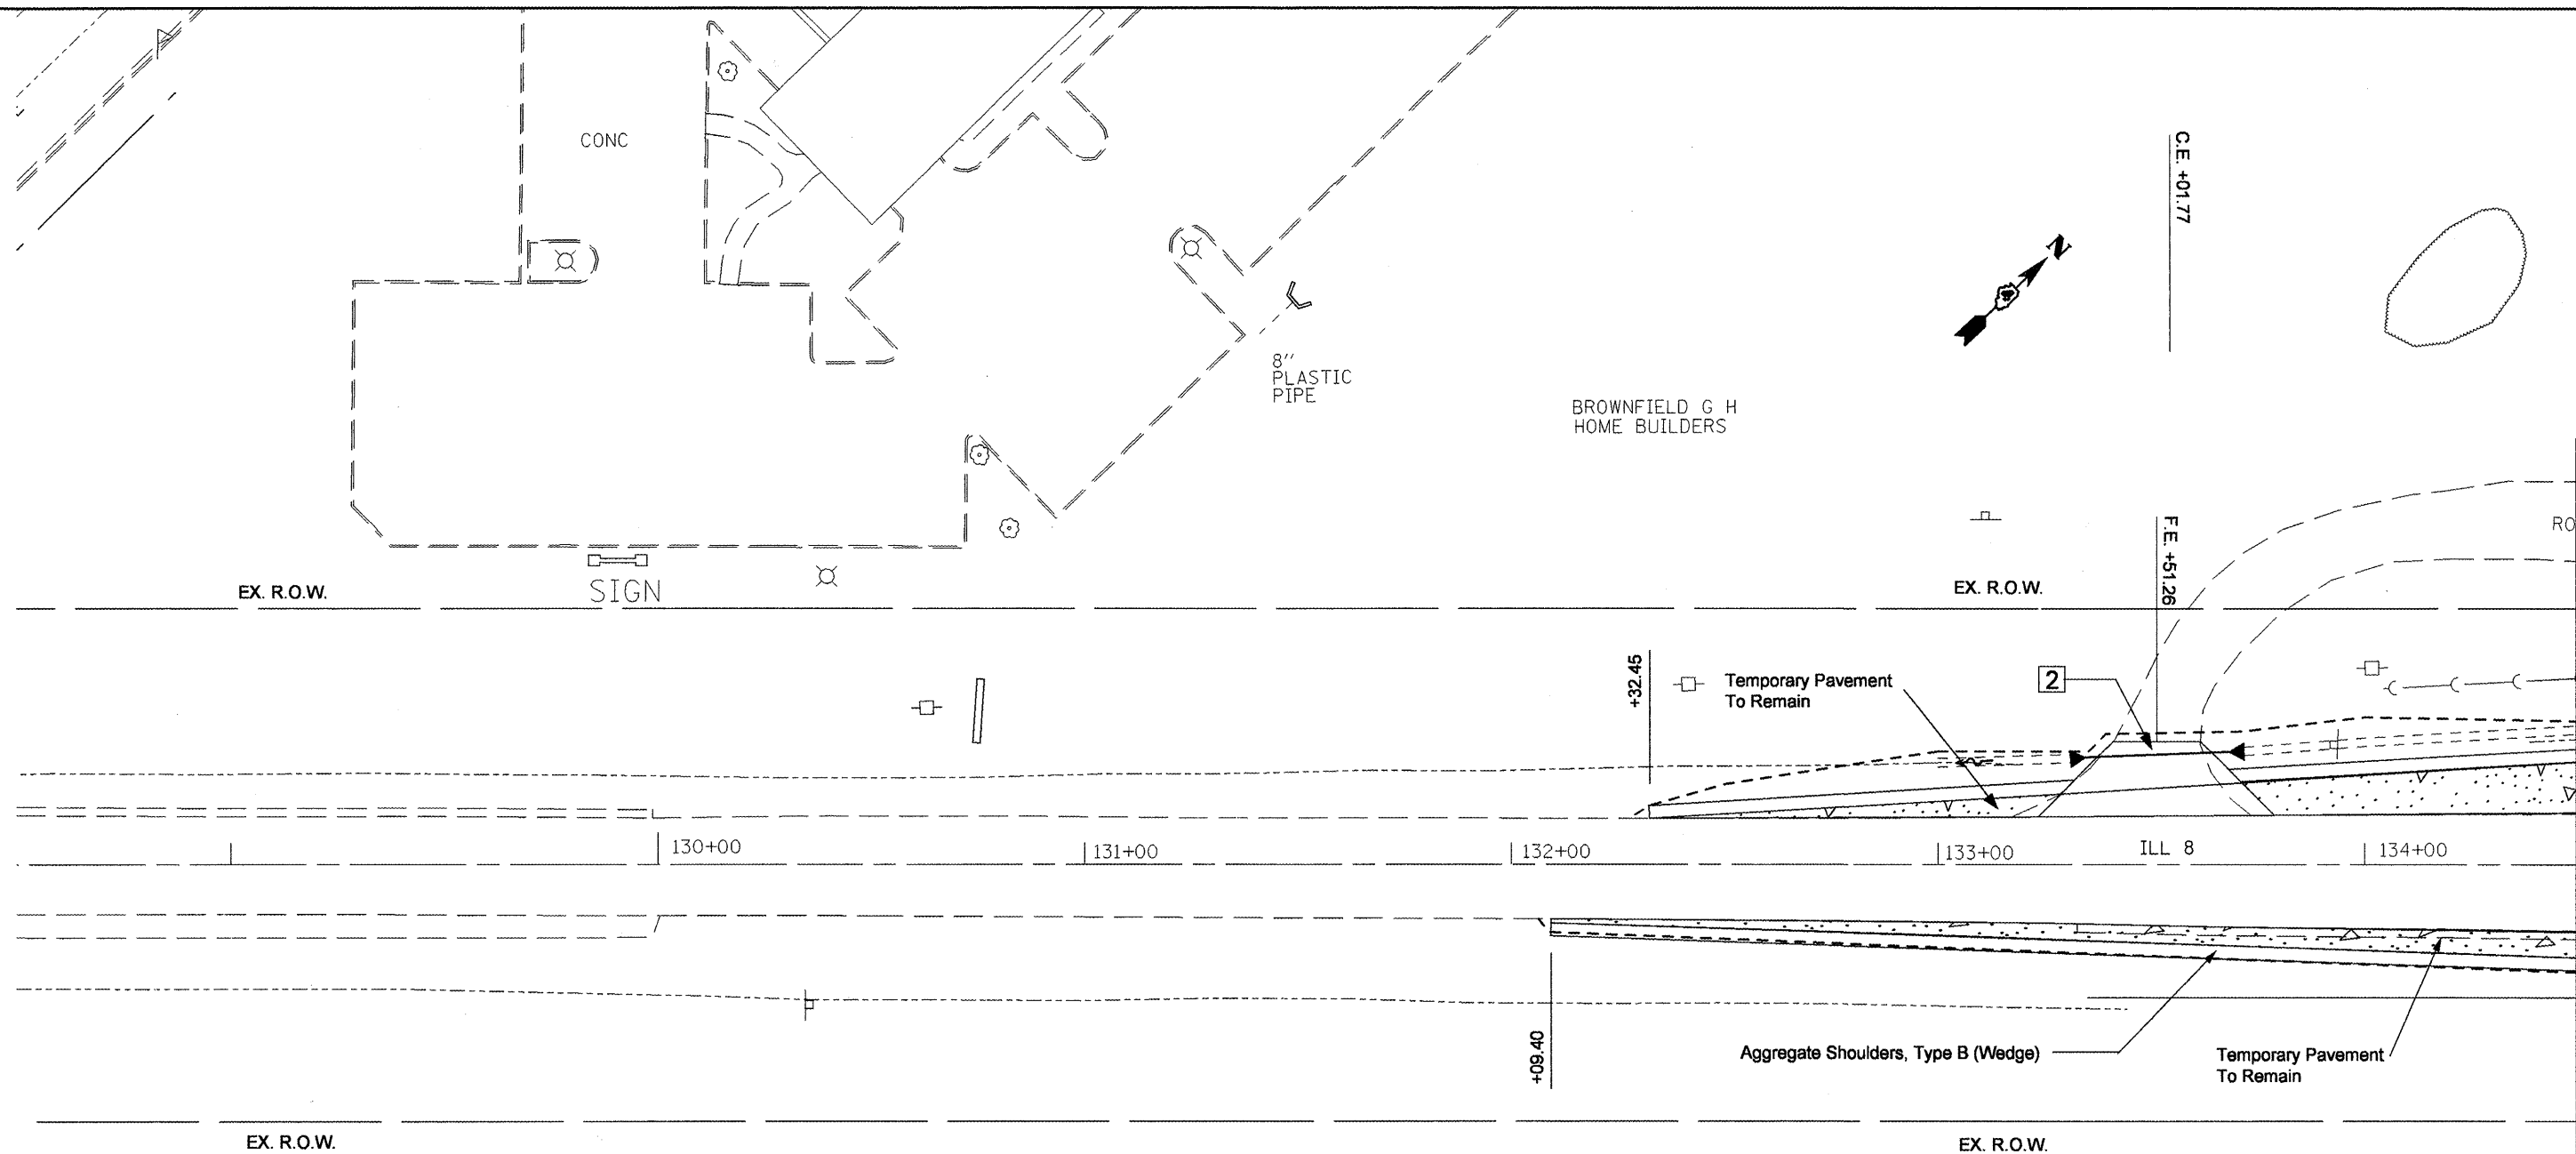 CONC
C.E. +01.77
N
8"
PLASTIC
PIPE
BROWNFIELD G H
HOME BUILDERS
F.E. +51.26
RO
EX. R.O.W.
SIGN
EX. R.O.W.
+32.45
Temporary Pavement
To Remain
2
130+00
131+00
132+00
133+00
ILL 8
134+00
+09.40
Aggregate Shoulders, Type B (Wedge)
Temporary Pavement
To Remain
EX. R.O.W.
EX. R.O.W.